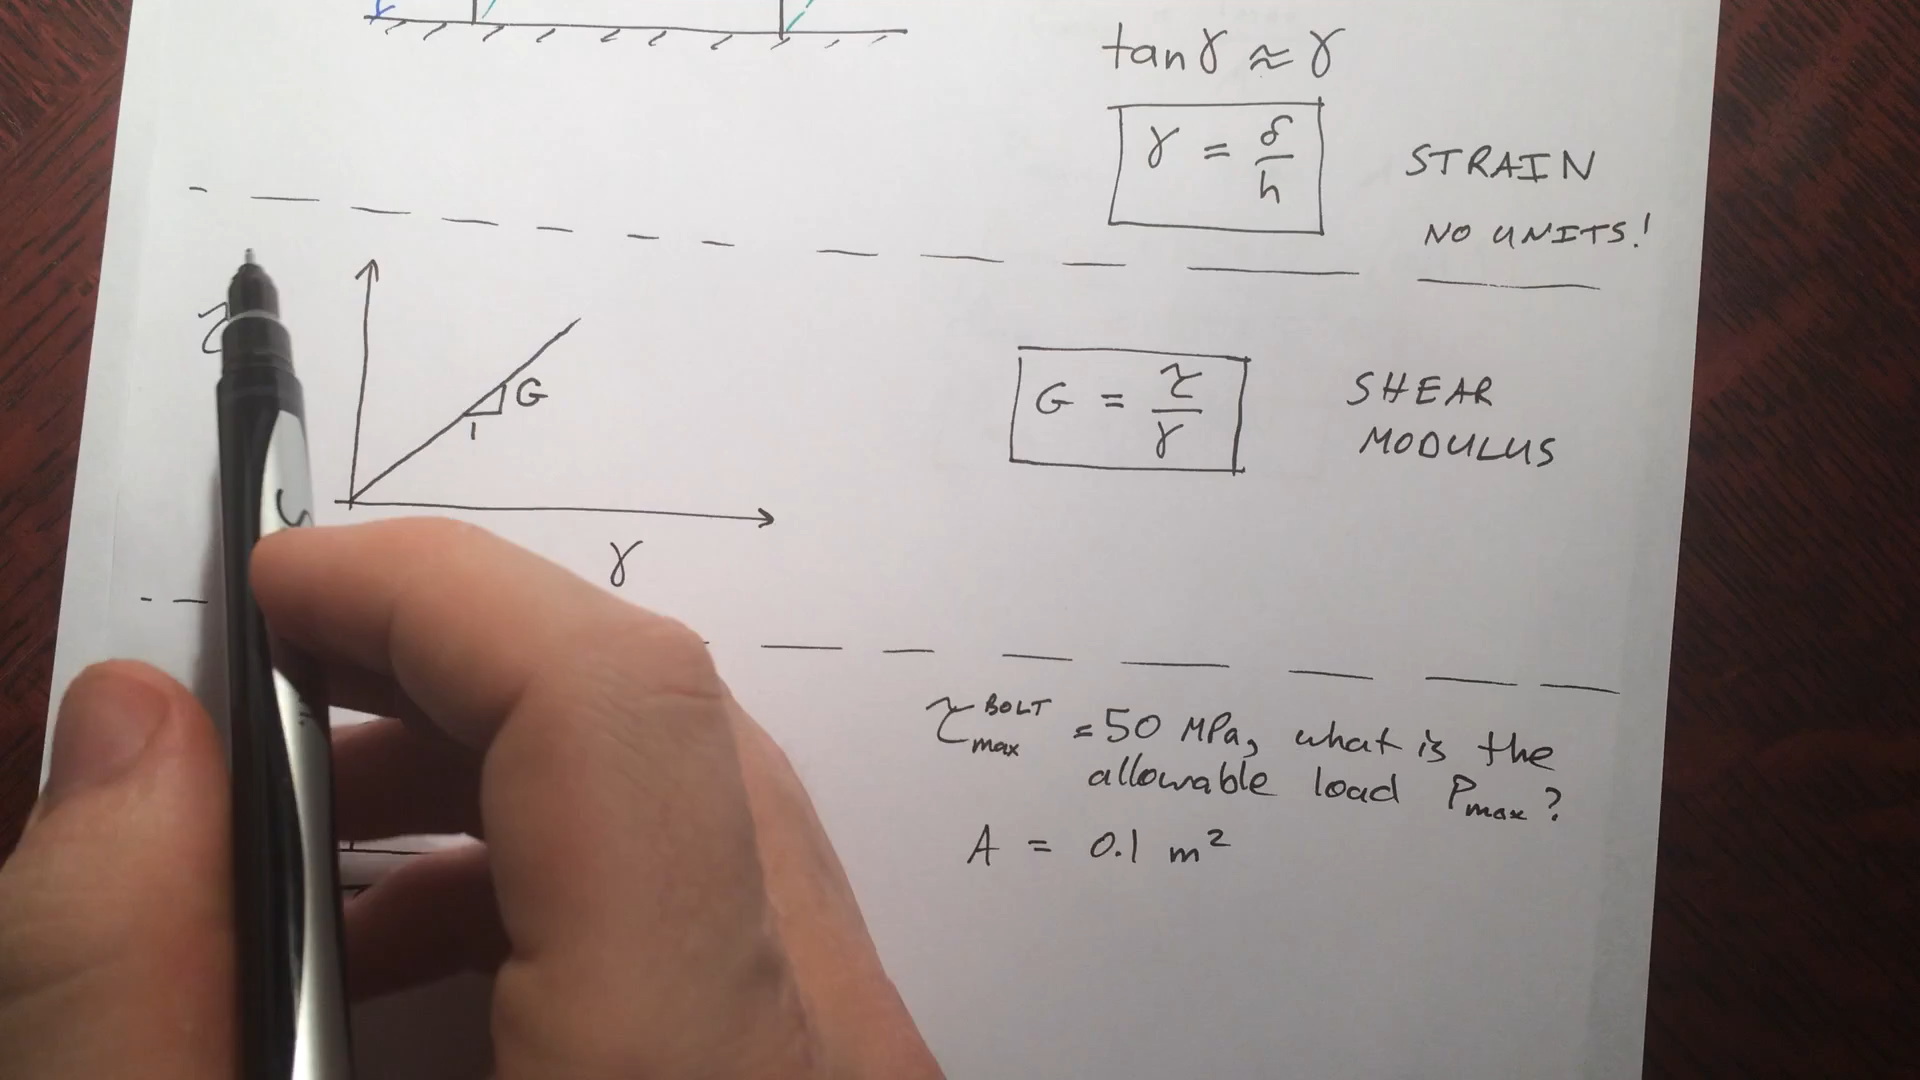 tan γ ≈ γ
γ = δ/h
STRAIN
NO UNITS!
τ
G
1
γ
G = τ/γ
SHEAR
MODULUS
τ max BOLT = 50 MPa, what is the
allowable load Pmax?
A = 0.1 m²